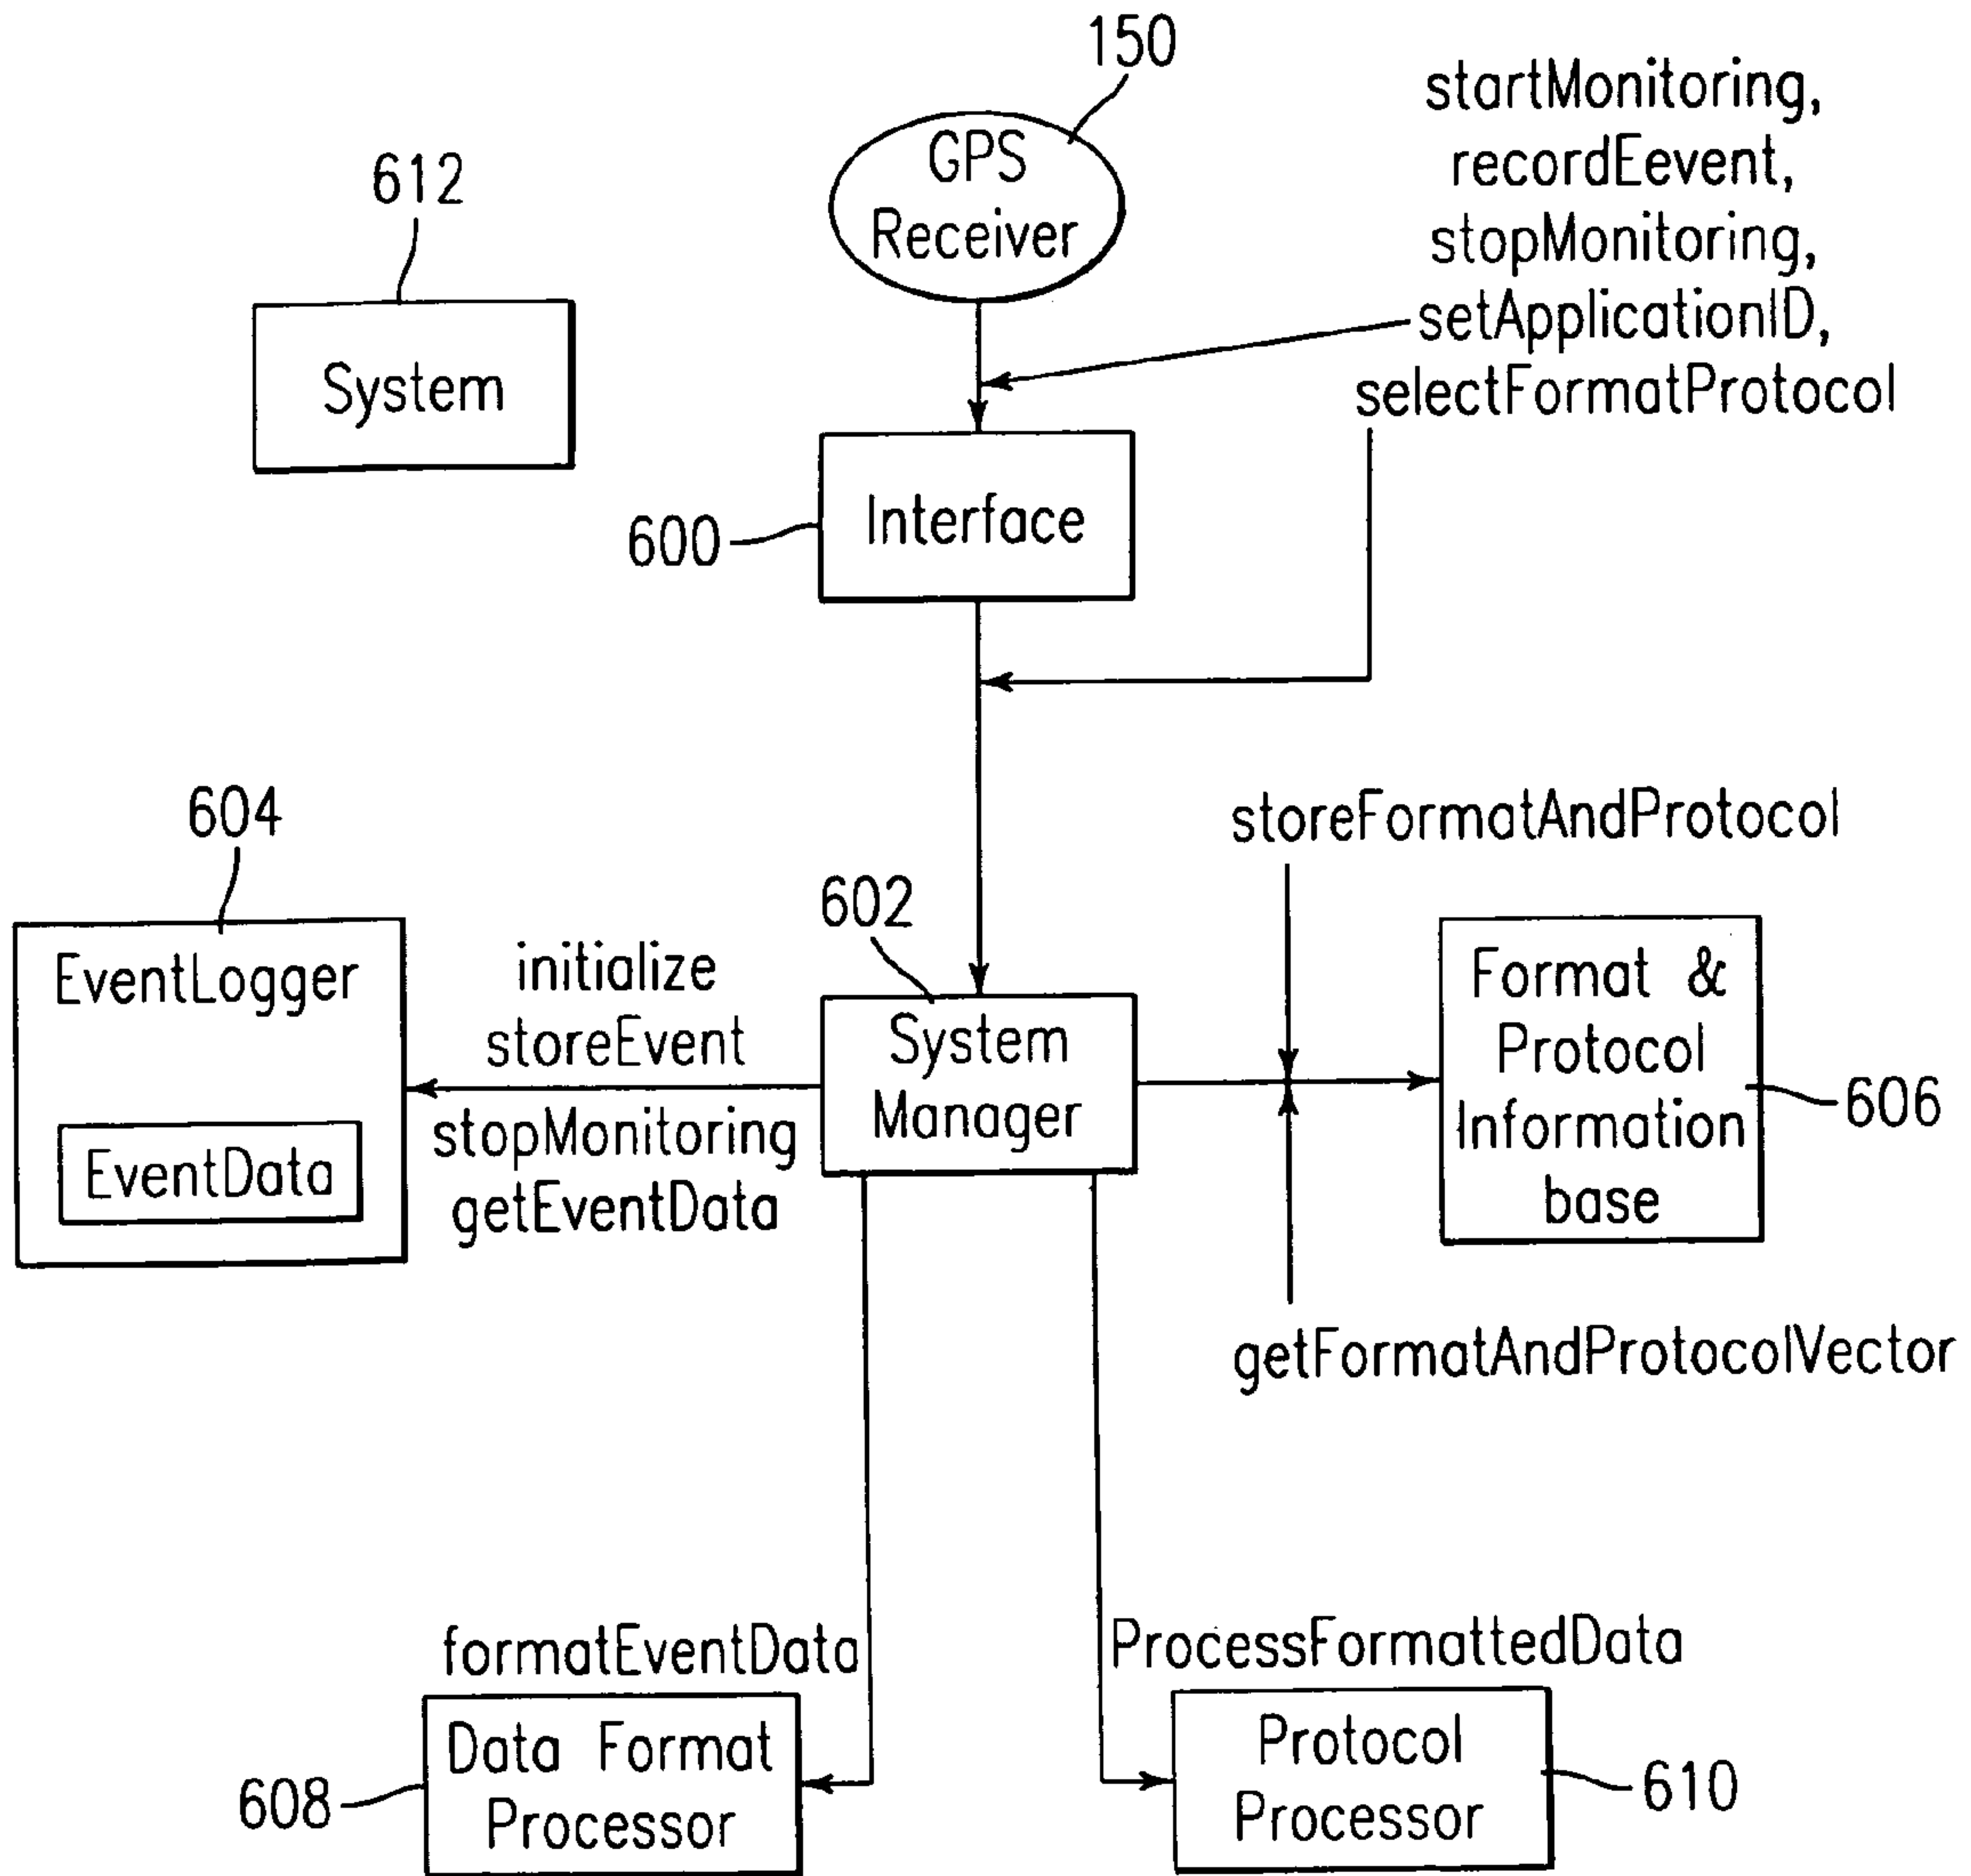 150
GPS
Receiver
startMonitoring,
recordEevent,
stopMonitoring,
setApplicationID,
selectFormatProtocol
612
System
600
Interface
604
EventLogger
EventData
initialize
storeEvent
stopMonitoring
getEventData
602
System
Manager
storeFormatAndProtocol
Format &
Protocol
Information
base
606
getFormatAndProtocolVector
formatEventData
Data Format
Processor
608
ProcessFormattedData
Protocol
Processor
610